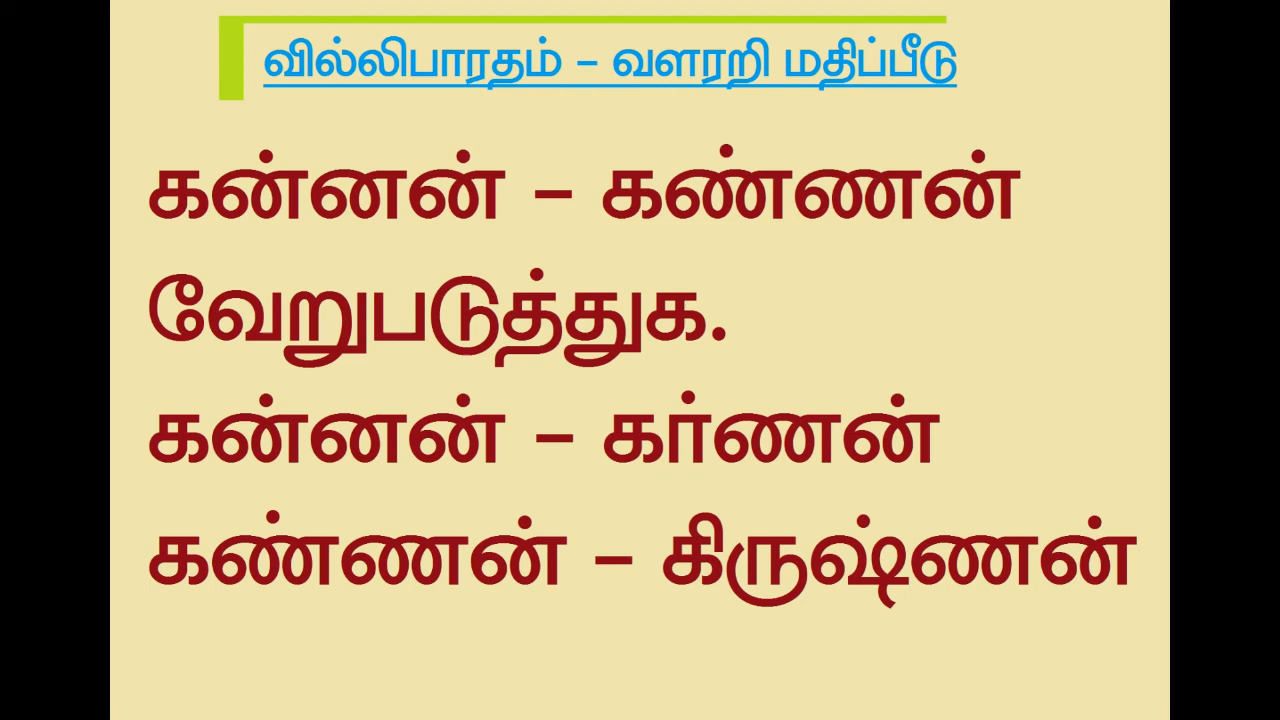 வில்லிபாரதம் – வளரறி மதிப்பீடு
கன்னன் – கண்ணன்
வேறுபடுத்துக.
கன்னன் – கர்ணன்
கண்ணன் – கிருஷ்ணன்